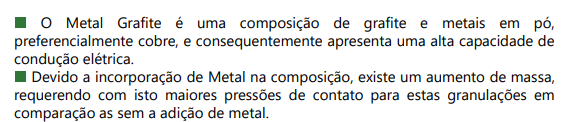 ■ O Metal Grafite é uma composição de grafite e metais em pó,
preferencialmente cobre, e consequentemente apresenta uma alta capacidade de
condução elétrica.
■ Devido a incorporação de Metal na composição, existe um aumento de massa,
requerendo com isto maiores pressões de contato para estas granulações em
comparação as sem a adição de metal.